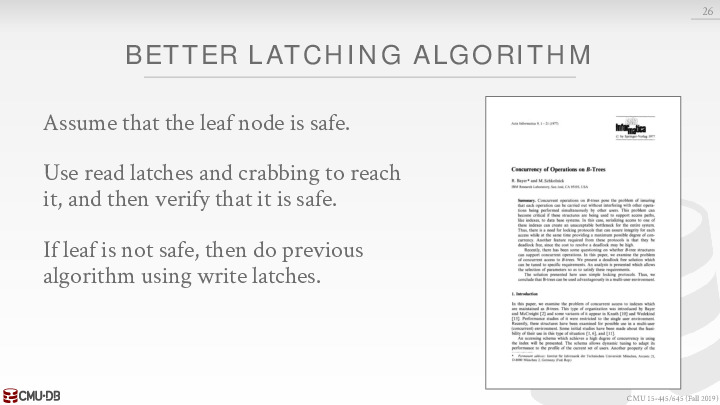 26
BETTER LATCHING ALGORITHM
Assume that the leaf node is safe.
Use read latches and crabbing to reach
it, and then verify that it is safe.
If leaf is not safe, then do previous
algorithm using write latches.
Acta Informatica 9, 1-21 (1977)
Informatica
© by Springer-Verlag 1977
Concurrency of Operations on B-Trees
R. Bayer* and M. Schkolnick
IBM Research Laboratory, San José, CA 95193, USA
Summary. Concurrent operations on B-trees pose the problem of insuring
that each operation can be carried out without interfering with other opera-
tions being performed simultaneously by other users. This problem can
become critical if these structures are being used to support access paths,
like indexes, to data base systems. In this case, serializing access to one of
these indexes can create an unacceptable bottleneck for the entire system.
Thus, there is a need for locking protocols that can assure integrity for each
access while at the same time providing a maximum possible degree of con-
currency. Another feature required from these protocols is that they be
deadlock free, since the cost to resolve a deadlock may be high.
Recently, there has been some questioning on whether B-tree structures
can support concurrent operations. In this paper, we examine the problem
of concurrent access to B-trees. We present a deadlock free solution which
can be tuned to specific requirements. An analysis is presented which allows
the selection of parameters so as to satisfy these requirements.
The solution presented here uses simple locking protocols. Thus, we
conclude that B-trees can be used advantageously in a multi-user environment.
1. Introduction
In this paper, we examine the problem of concurrent access to indexes which
are maintained as B-trees. This type of organization was introduced by Bayer
and McCreight [2] and some variants of it appear in Knuth [10] and Wedekind
[13]. Performance studies of it were restricted to the single user environment.
Recently, these structures have been examined for possible use in a multi-user
(concurrent) environment. Some initial studies have been made about the feasi-
bility of their use in this type of situation [1, 6], and [11].
An accessing schema which achieves a high degree of concurrency in using
the index will be presented. The schema allows dynamic tuning to adapt its
performance to the profile of the current set of users. Another property of the
CMU·DB
CMU 15-445/645 (Fall 2019)